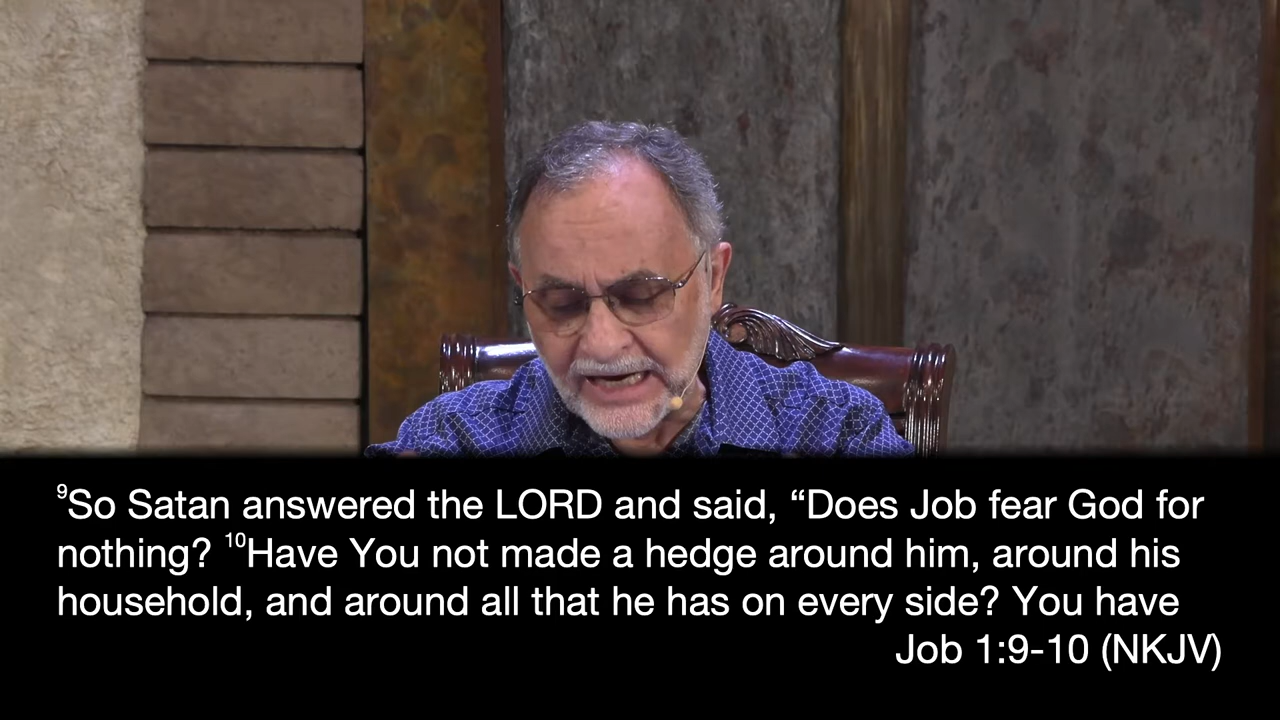 ⁹So Satan answered the LORD and said, “Does Job fear God for
nothing? ¹⁰Have You not made a hedge around him, around his
household, and around all that he has on every side? You have
Job 1:9-10 (NKJV)